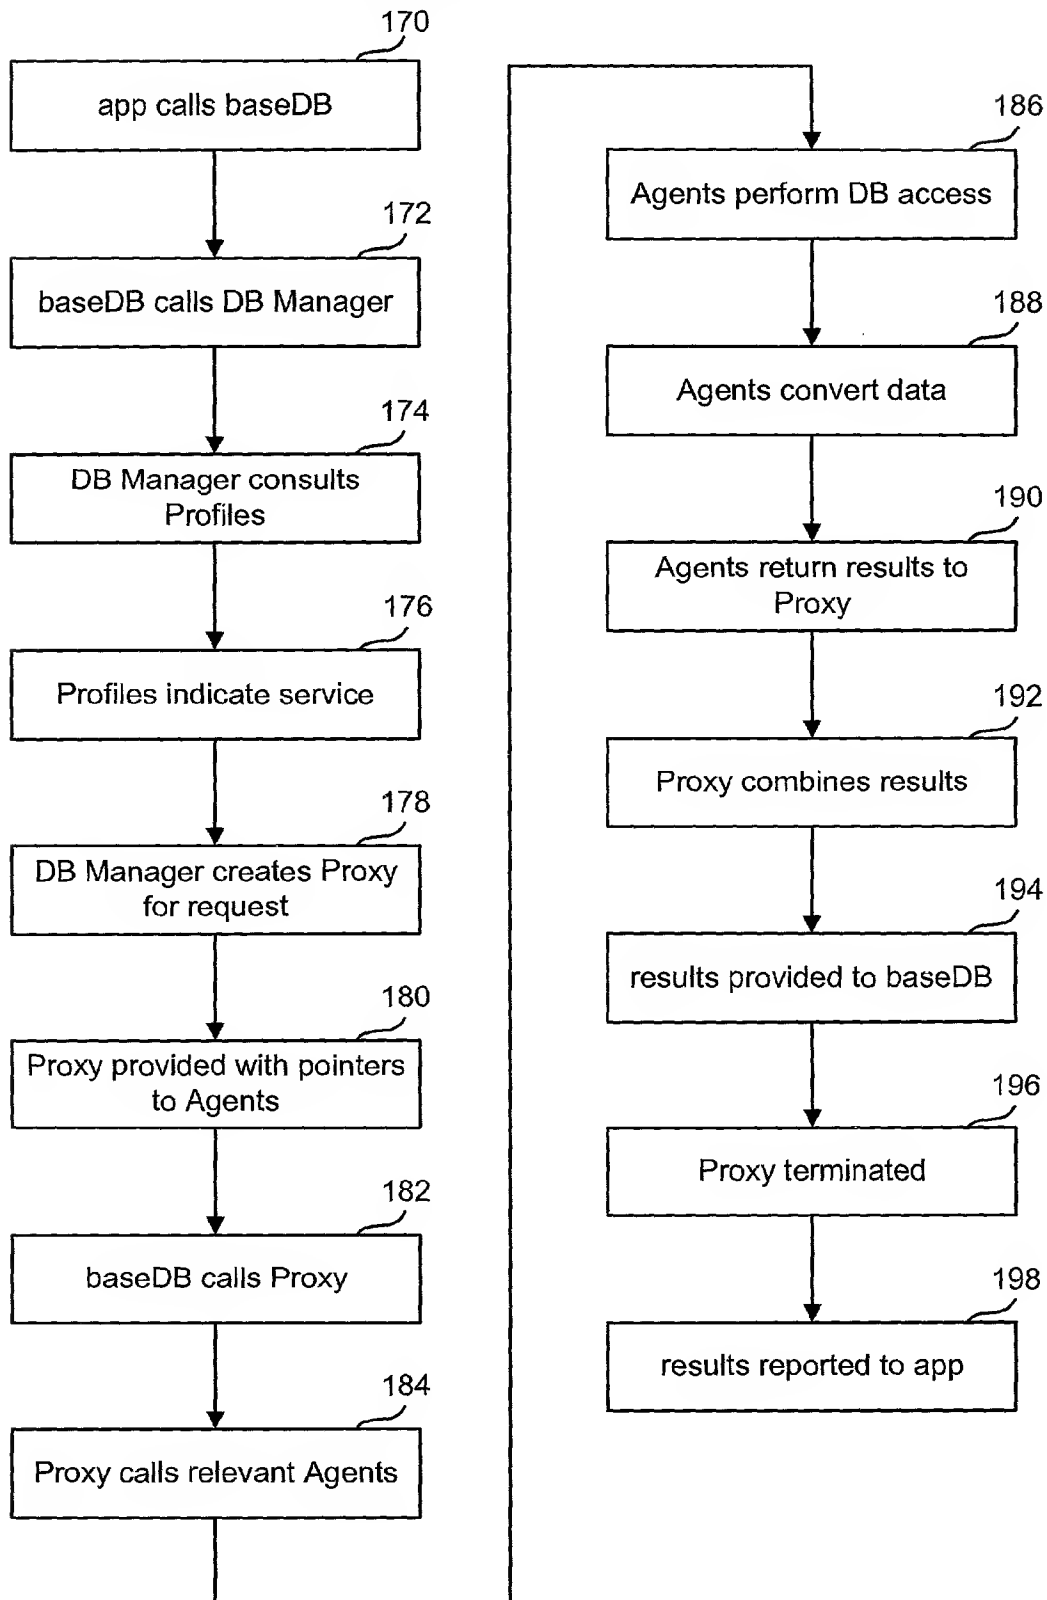 170
app calls baseDB
172
baseDB calls DB Manager
174
DB Manager consults
Profiles
176
Profiles indicate service
178
DB Manager creates Proxy
for request
180
Proxy provided with pointers
to Agents
182
baseDB calls Proxy
184
Proxy calls relevant Agents
186
Agents perform DB access
188
Agents convert data
190
Agents return results to
Proxy
192
Proxy combines results
194
results provided to baseDB
196
Proxy terminated
198
results reported to app